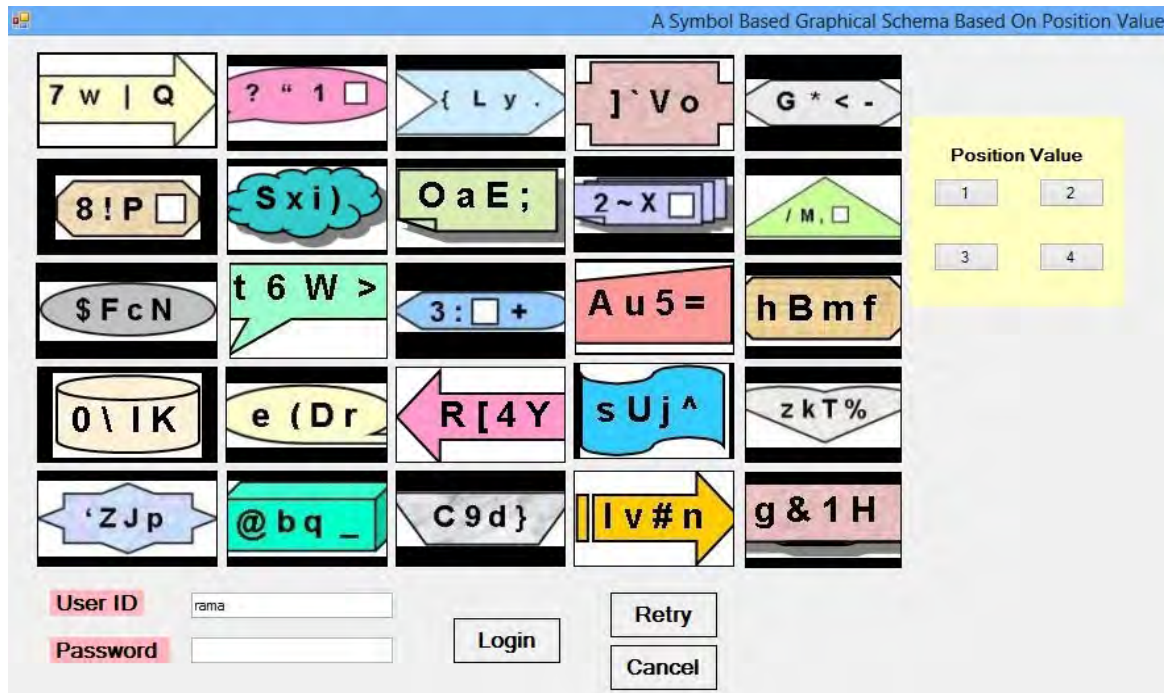 A Symbol Based Graphical Schema Based On Position Value
7 w | Q
? “ 1 □
{ L y .
] ` V o
G * < -
Position Value
1 2
3 4
8 ! P □
S x i )
O a E ;
2 ~ X □
/ M , □
$ F c N
t 6 W >
3 : □ +
A u 5 =
h B m f
0 \ I K
e ( D r
R [ 4 Y
s U j ^
z k T %
‘ Z J p
@ b q _
C 9 d }
l v # n
g & 1 H
User ID
rama
Password
Login
Retry
Cancel